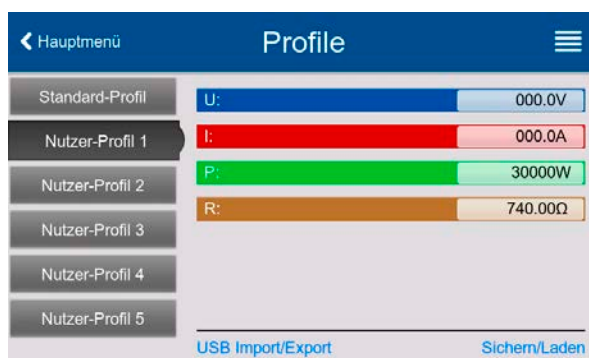 Hauptmenü
Profile
Standard-Profil
Nutzer-Profil 1
Nutzer-Profil 2
Nutzer-Profil 3
Nutzer-Profil 4
Nutzer-Profil 5
U: 000.0V
I: 000.0A
P: 30000W
R: 740.00Ω
USB Import/Export
Sichern/Laden